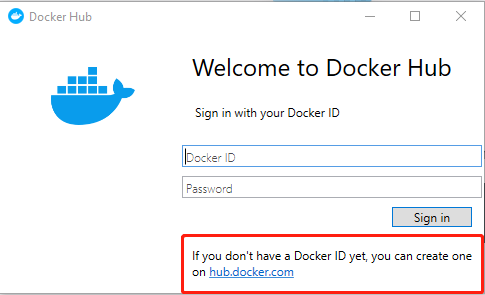 Docker Hub
Welcome to Docker Hub
Sign in with your Docker ID
Docker ID
Password
Sign in
If you don't have a Docker ID yet, you can create one
on hub.docker.com